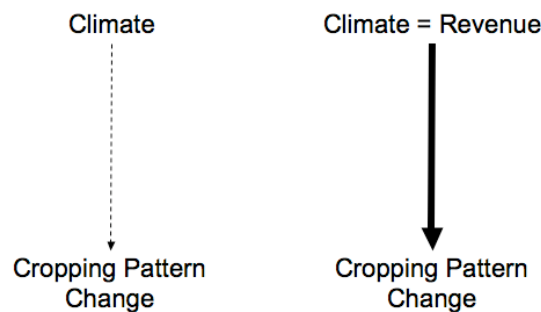 Climate
Cropping Pattern
Change
Climate = Revenue
Cropping Pattern
Change